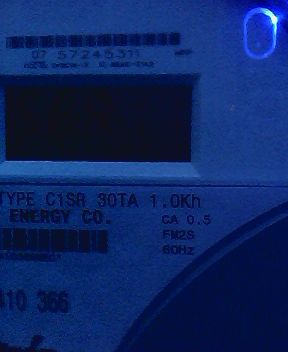 07 57245311
TYPE C1SR 30TA 1.0Kh
ENERGY CO.
CA 0.5
FM2S
60Hz
410 366